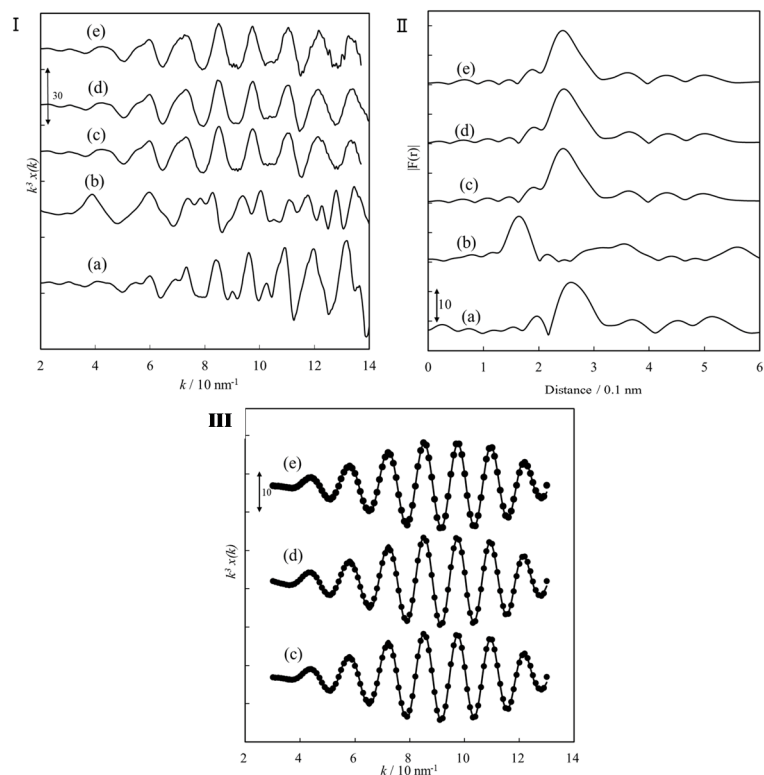 I
(e)
30
(d)
(c)
(b)
(a)
k³ x(k)
2 4 6 8 10 12 14
k / 10 nm⁻¹
II
(e)
(d)
(c)
(b)
10
(a)
|F(r)|
0 1 2 3 4 5 6
Distance / 0.1 nm
III
(e)
10
(d)
(c)
k³ x(k)
2 4 6 8 10 12 14
k / 10 nm⁻¹